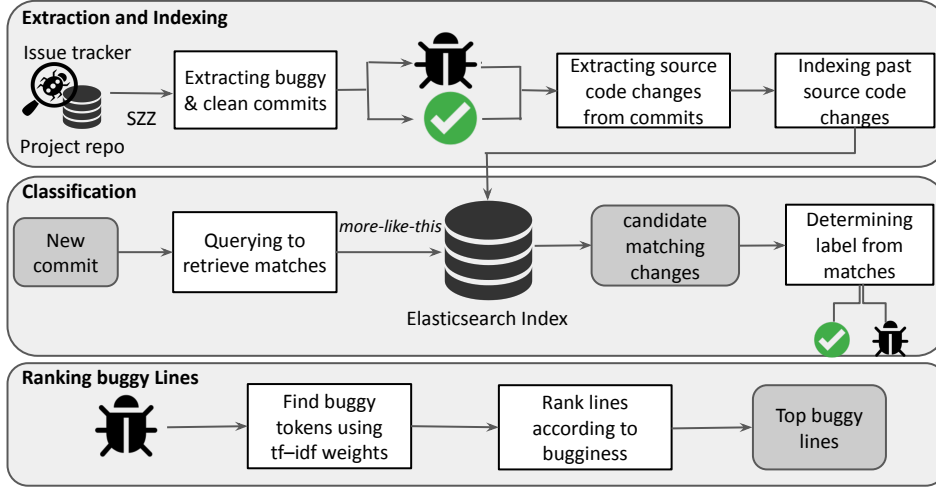 Extraction and Indexing
Issue tracker
Project repo
SZZ
Extracting buggy
& clean commits
Extracting source
code changes
from commits
Indexing past
source code
changes
Classification
New
commit
Querying to
retrieve matches
more-like-this
Elasticsearch Index
candidate
matching
changes
Determining
label from
matches
Ranking buggy Lines
Find buggy
tokens using
tf–idf weights
Rank lines
according to
bugginess
Top buggy
lines